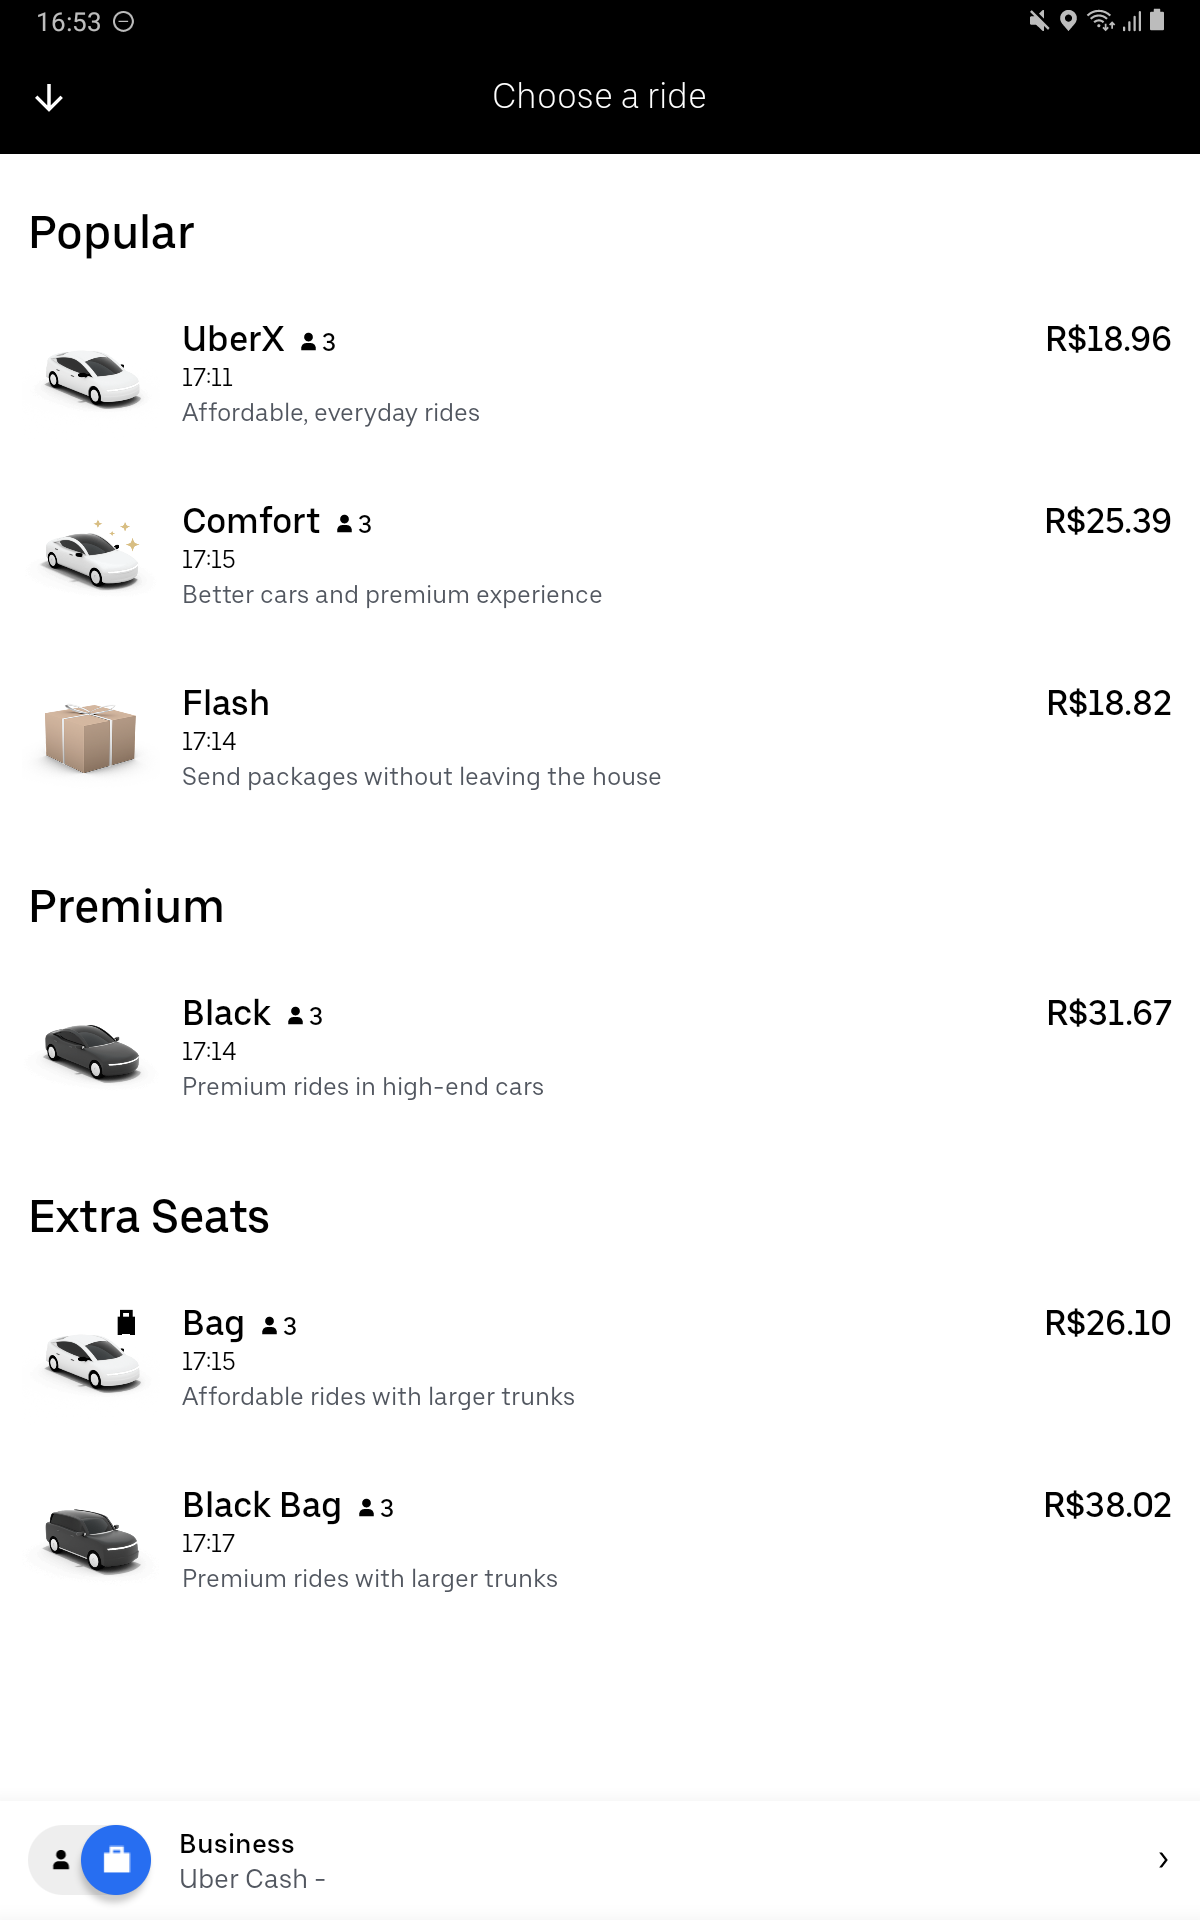 16:53
Choose a ride
Popular
UberX 3
R$18.96
17:11
Affordable, everyday rides
Comfort 3
R$25.39
17:15
Better cars and premium experience
Flash
R$18.82
17:14
Send packages without leaving the house
Premium
Black 3
R$31.67
17:14
Premium rides in high-end cars
Extra Seats
Bag 3
R$26.10
17:15
Affordable rides with larger trunks
Black Bag 3
R$38.02
17:17
Premium rides with larger trunks
Business
Uber Cash -